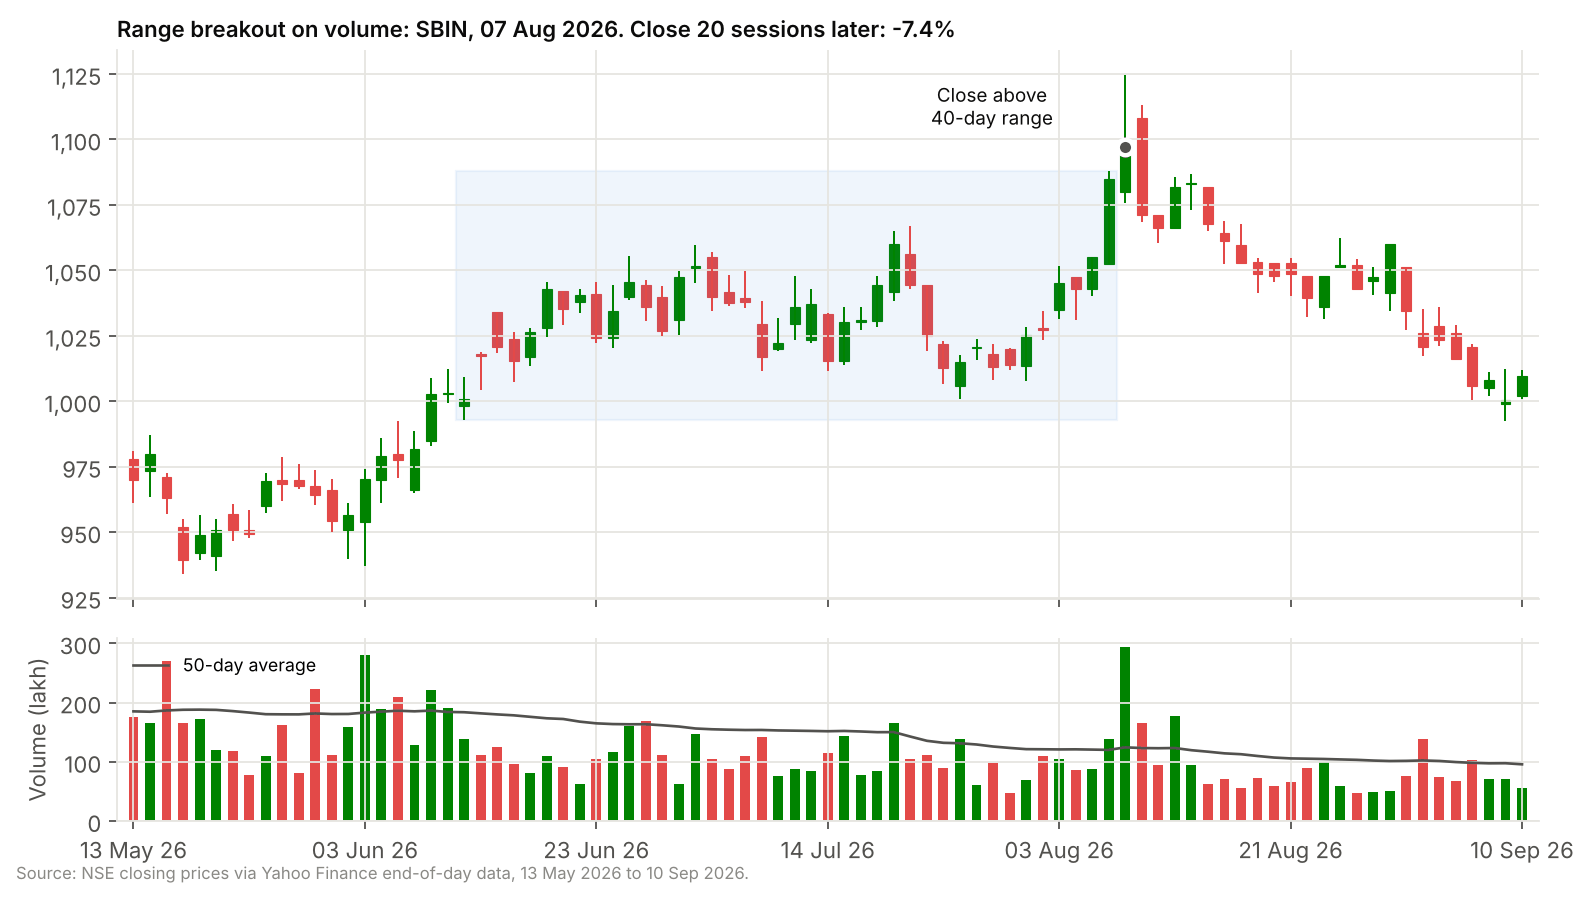 Range breakout on volume: SBIN, 07 Aug 2026. Close 20 sessions later: -7.4%
1,125
1,100
1,075
1,050
1,025
1,000
975
950
925
Close above
40-day range
Volume (lakh)
300
200
100
0
50-day average
13 May 26
03 Jun 26
23 Jun 26
14 Jul 26
03 Aug 26
21 Aug 26
10 Sep 26
Source: NSE closing prices via Yahoo Finance end-of-day data, 13 May 2026 to 10 Sep 2026.